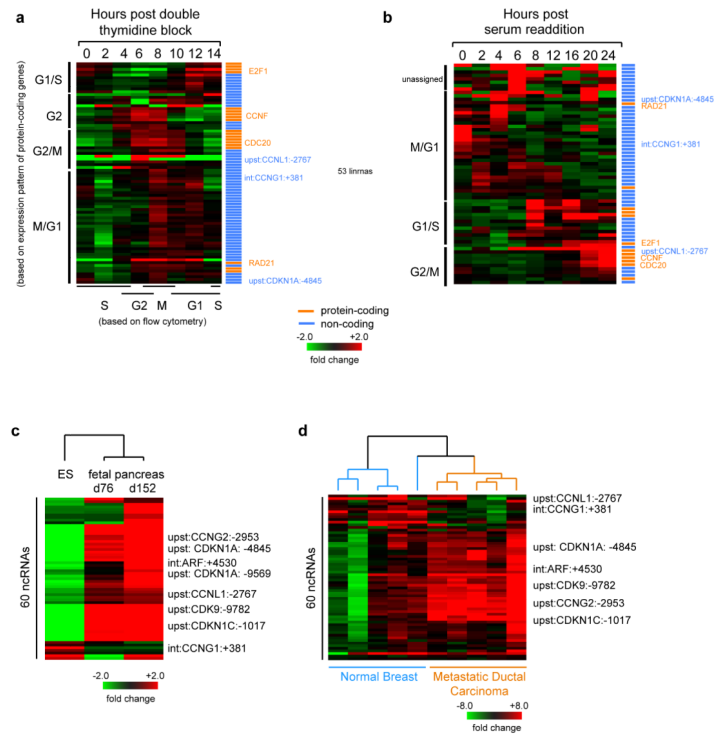 a
Hours post double
thymidine block
0 2 4 6 8 10 12 14
(based on expression pattern of protein-coding genes)
G1/S
G2
G2/M
M/G1
E2F1
CCNF
CDC20
upst:CCNL1:-2767
int:CCNG1:+381
RAD21
upst:CDKN1A:-4845
S G2 M G1 S
(based on flow cytometry)
53 linrnas
b
Hours post
serum readdition
0 2 4 6 8 12 16 20 24
unassigned
M/G1
G1/S
G2/M
upst:CDKN1A:-4845
RAD21
int:CCNG1:+381
E2F1
upst:CCNL1:-2767
CCNF
CDC20
protein-coding
non-coding
-2.0 +2.0
fold change
c
ES
fetal pancreas
d76 d152
60 ncRNAs
upst:CCNG2:-2953
upst: CDKN1A: -4845
int:ARF:+4530
upst: CDKN1A: -9569
upst:CCNL1:-2767
upst:CDK9:-9782
upst:CDKN1C:-1017
int:CCNG1:+381
-2.0 +2.0
fold change
d
60 ncRNAs
upst:CCNL1:-2767
int:CCNG1:+381
upst: CDKN1A: -4845
int:ARF:+4530
upst:CDK9:-9782
upst:CCNG2:-2953
upst:CDKN1C:-1017
Normal Breast
Metastatic Ductal
Carcinoma
-8.0 +8.0
fold change